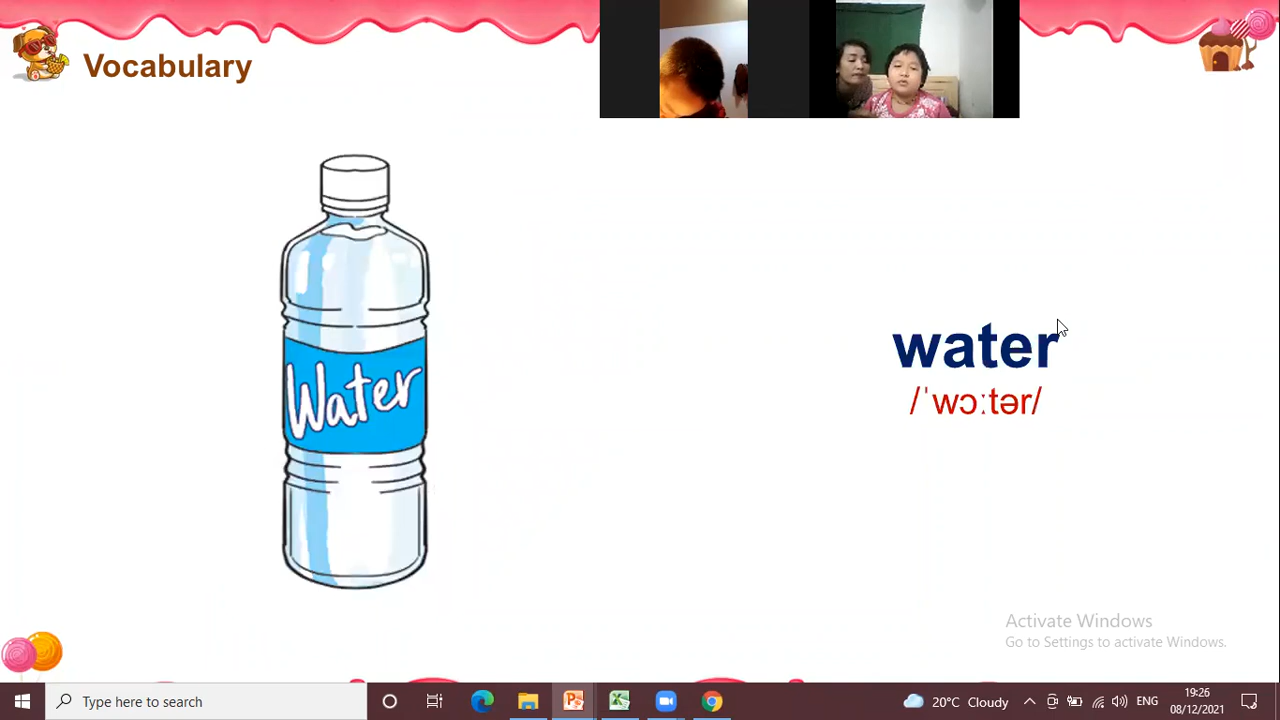 Vocabulary
Water
water
/ˈwɔːtər/
Activate Windows
Go to Settings to activate Windows.
Type here to search
20°C Cloudy
ENG
19:26
08/12/2021